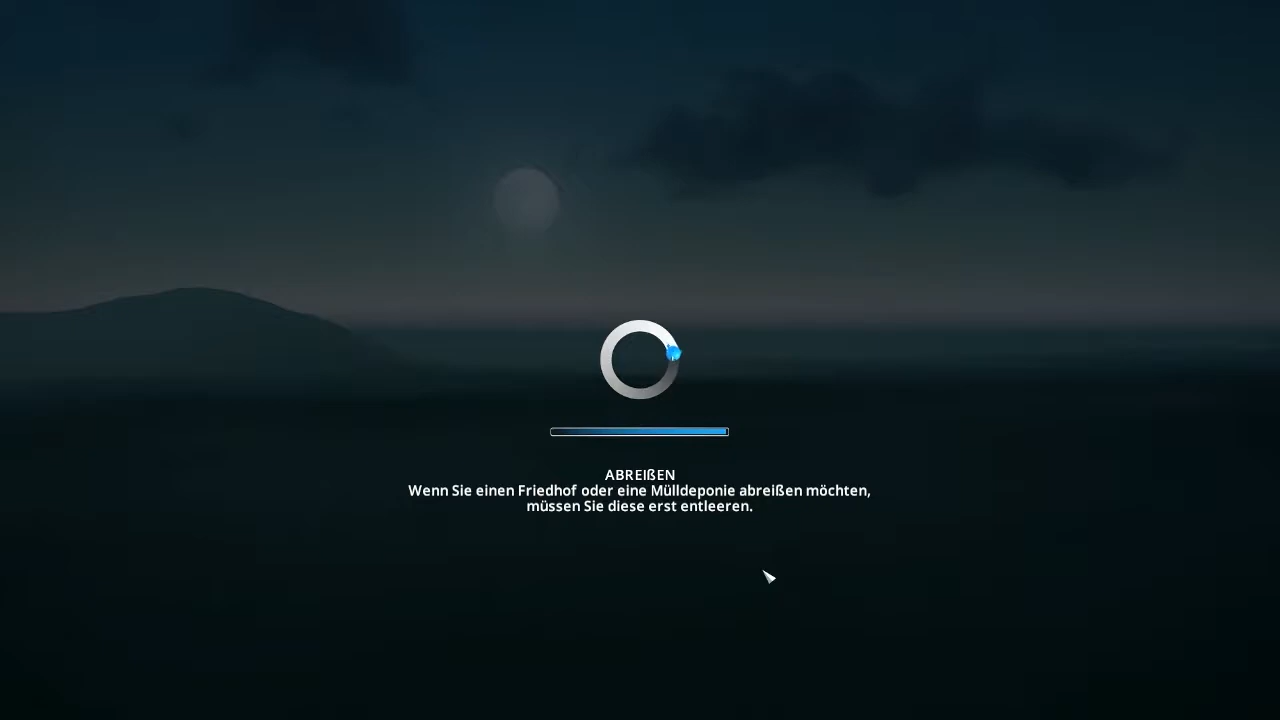 ABREIẞEN
Wenn Sie einen Friedhof oder eine Mülldeponie abreißen möchten,
müssen Sie diese erst entleeren.